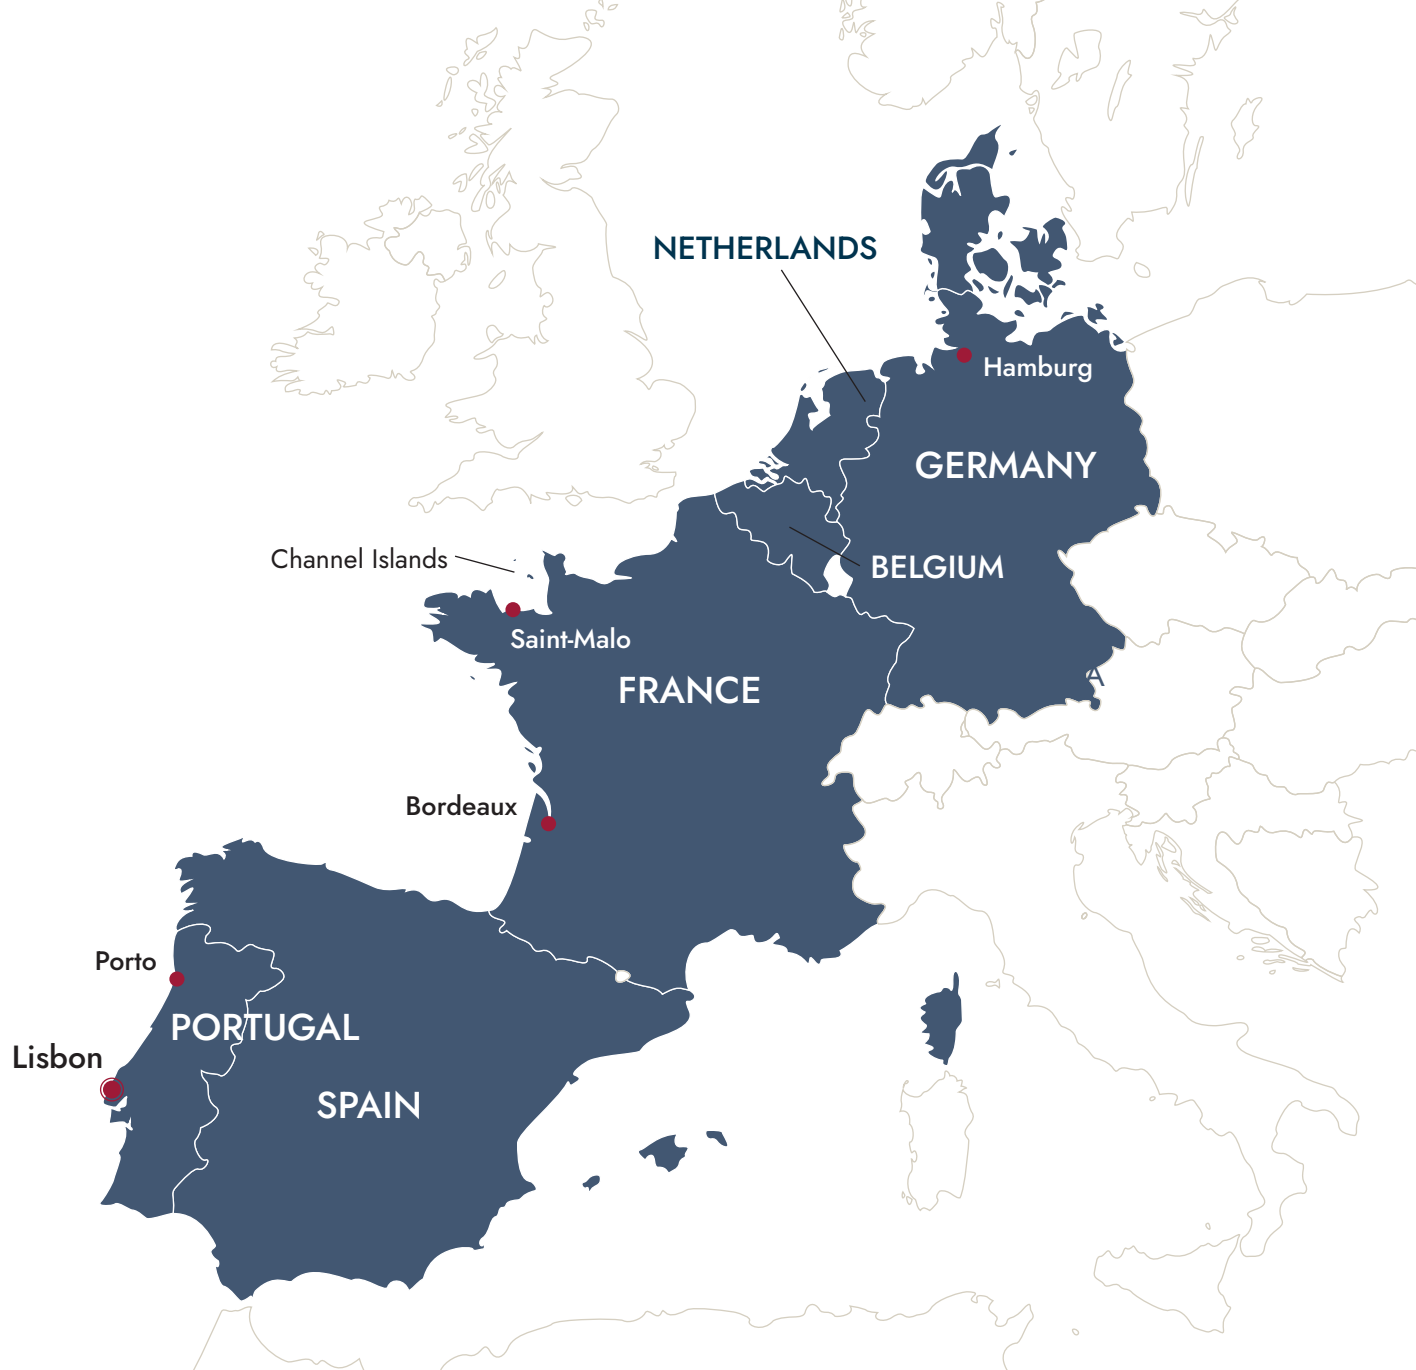 NETHERLANDS
Hamburg
GERMANY
Channel Islands
BELGIUM
Saint-Malo
A
FRANCE
Bordeaux
Porto
PORTUGAL
Lisbon
SPAIN